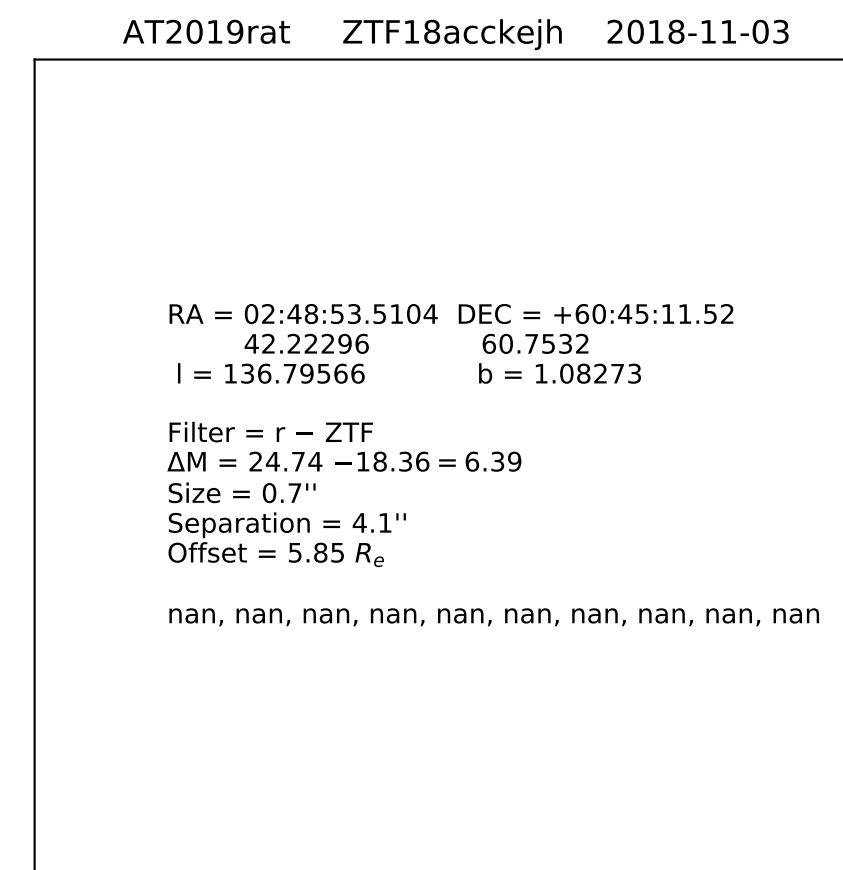 AT2019rat ZTF18acckejh 2018-11-03
RA = 02:48:53.5104 DEC = +60:45:11.52
42.22296 60.7532
l = 136.79566 b = 1.08273
Filter = r − ZTF
ΔM = 24.74 −18.36 = 6.39
Size = 0.7''
Separation = 4.1''
Offset = 5.85 Rₑ
nan, nan, nan, nan, nan, nan, nan, nan, nan, nan